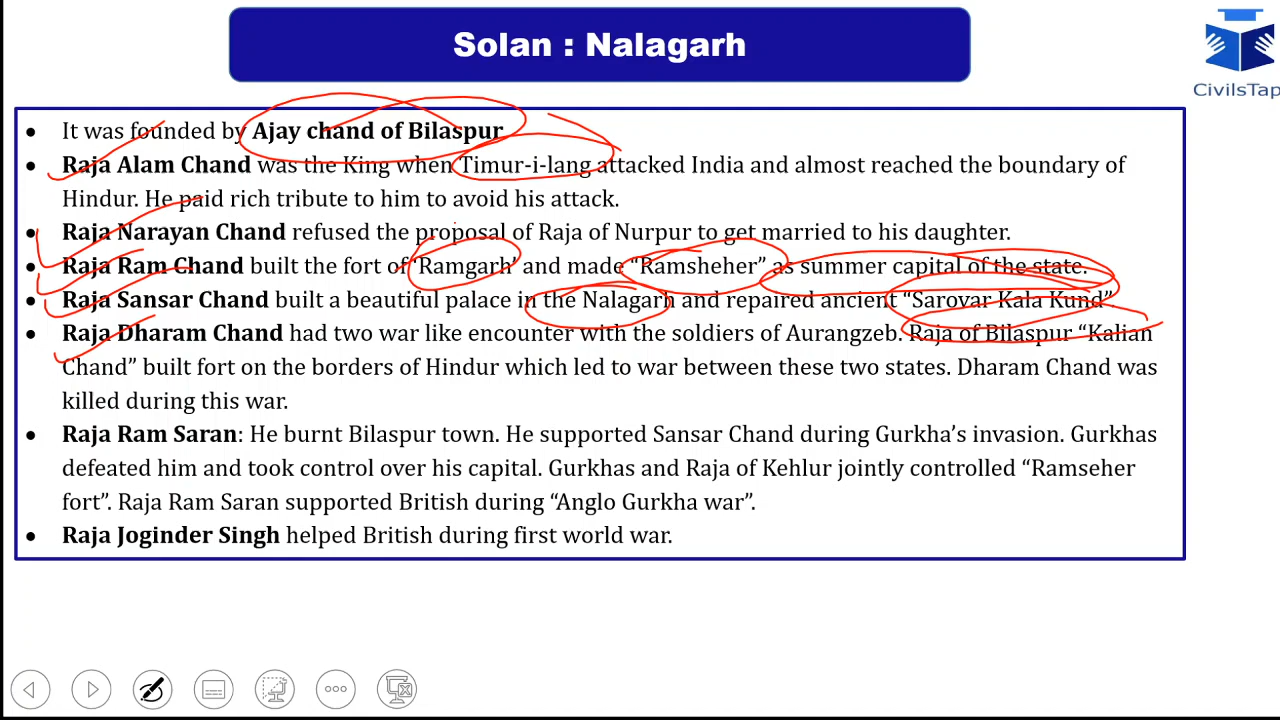 Solan : Nalagarh
CivilsTap
• It was founded by Ajay chand of Bilaspur
• Raja Alam Chand was the King when Timur-i-lang attacked India and almost reached the boundary of
Hindur. He paid rich tribute to him to avoid his attack.
• Raja Narayan Chand refused the proposal of Raja of Nurpur to get married to his daughter.
• Raja Ram Chand built the fort of ‘Ramgarh’ and made “Ramsheher” as summer capital of the state.
• Raja Sansar Chand built a beautiful palace in the Nalagarh and repaired ancient “Sarovar Kala Kund”.
• Raja Dharam Chand had two war like encounter with the soldiers of Aurangzeb. Raja of Bilaspur “Kalian
Chand” built fort on the borders of Hindur which led to war between these two states. Dharam Chand was
killed during this war.
• Raja Ram Saran: He burnt Bilaspur town. He supported Sansar Chand during Gurkha’s invasion. Gurkhas
defeated him and took control over his capital. Gurkhas and Raja of Kehlur jointly controlled “Ramseher
fort”. Raja Ram Saran supported British during “Anglo Gurkha war”.
• Raja Joginder Singh helped British during first world war.